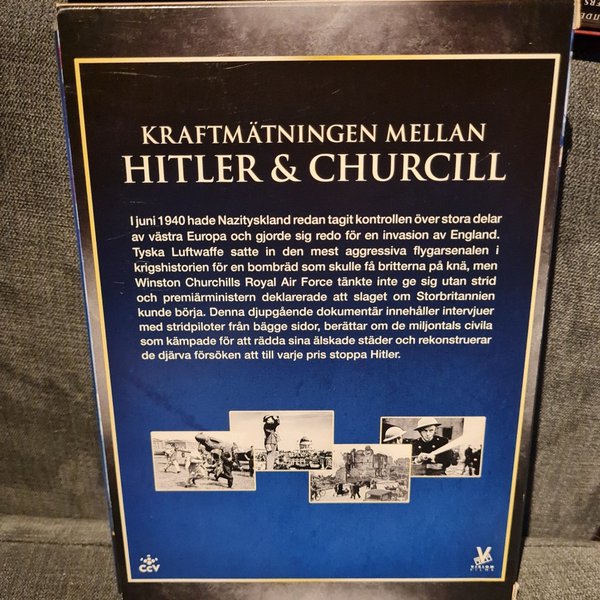 KRAFTMÄTNINGEN MELLAN
HITLER & CHURCILL
I juni 1940 hade Nazityskland redan tagit kontrollen över stora delar
av västra Europa och gjorde sig redo för en invasion av England.
Tyska Luftwaffe satte in den mest aggressiva flygarsenalen i
krigshistorien för en bombräd som skulle få britterna på knä, men
Winston Churchills Royal Air Force tänkte inte ge sig utan strid
och premiärministern deklarerade att slaget om Storbritannien
kunde börja. Denna djupgående dokumentär innehåller intervjuer
med stridpiloter från bägge sidor, berättar om de miljontals civila
som kämpade för att rädda sina älskade städer och rekonstruerar
de djärva försöken att till varje pris stoppa Hitler.
CCV
VISION